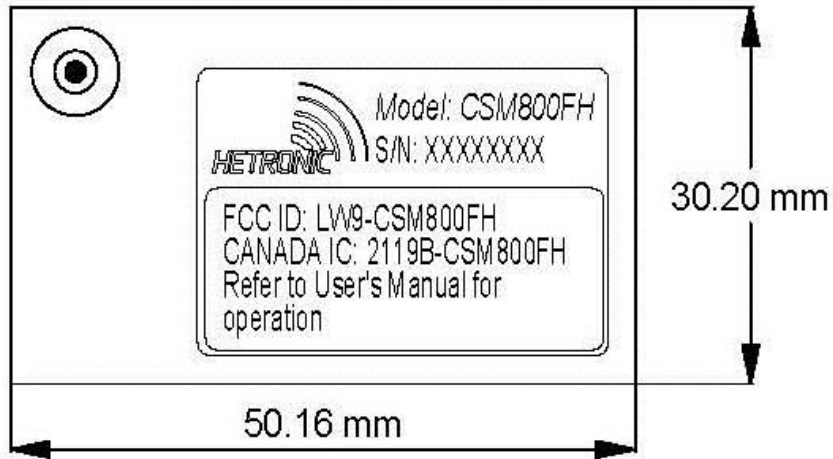 Model: CSM800FH
S/N: XXXXXXXX
HETRONIC
FCC ID: LW9-CSM800FH
CANADA IC: 2119B-CSM800FH
Refer to User's Manual for
operation
30.20 mm
50.16 mm